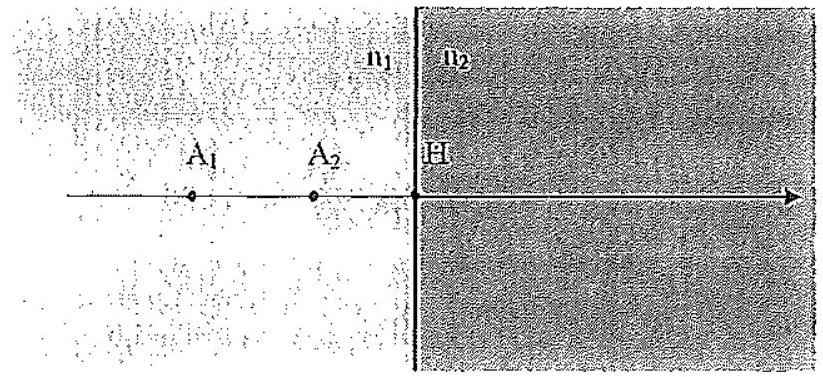 n₁ n₂
A₁ A₂ H